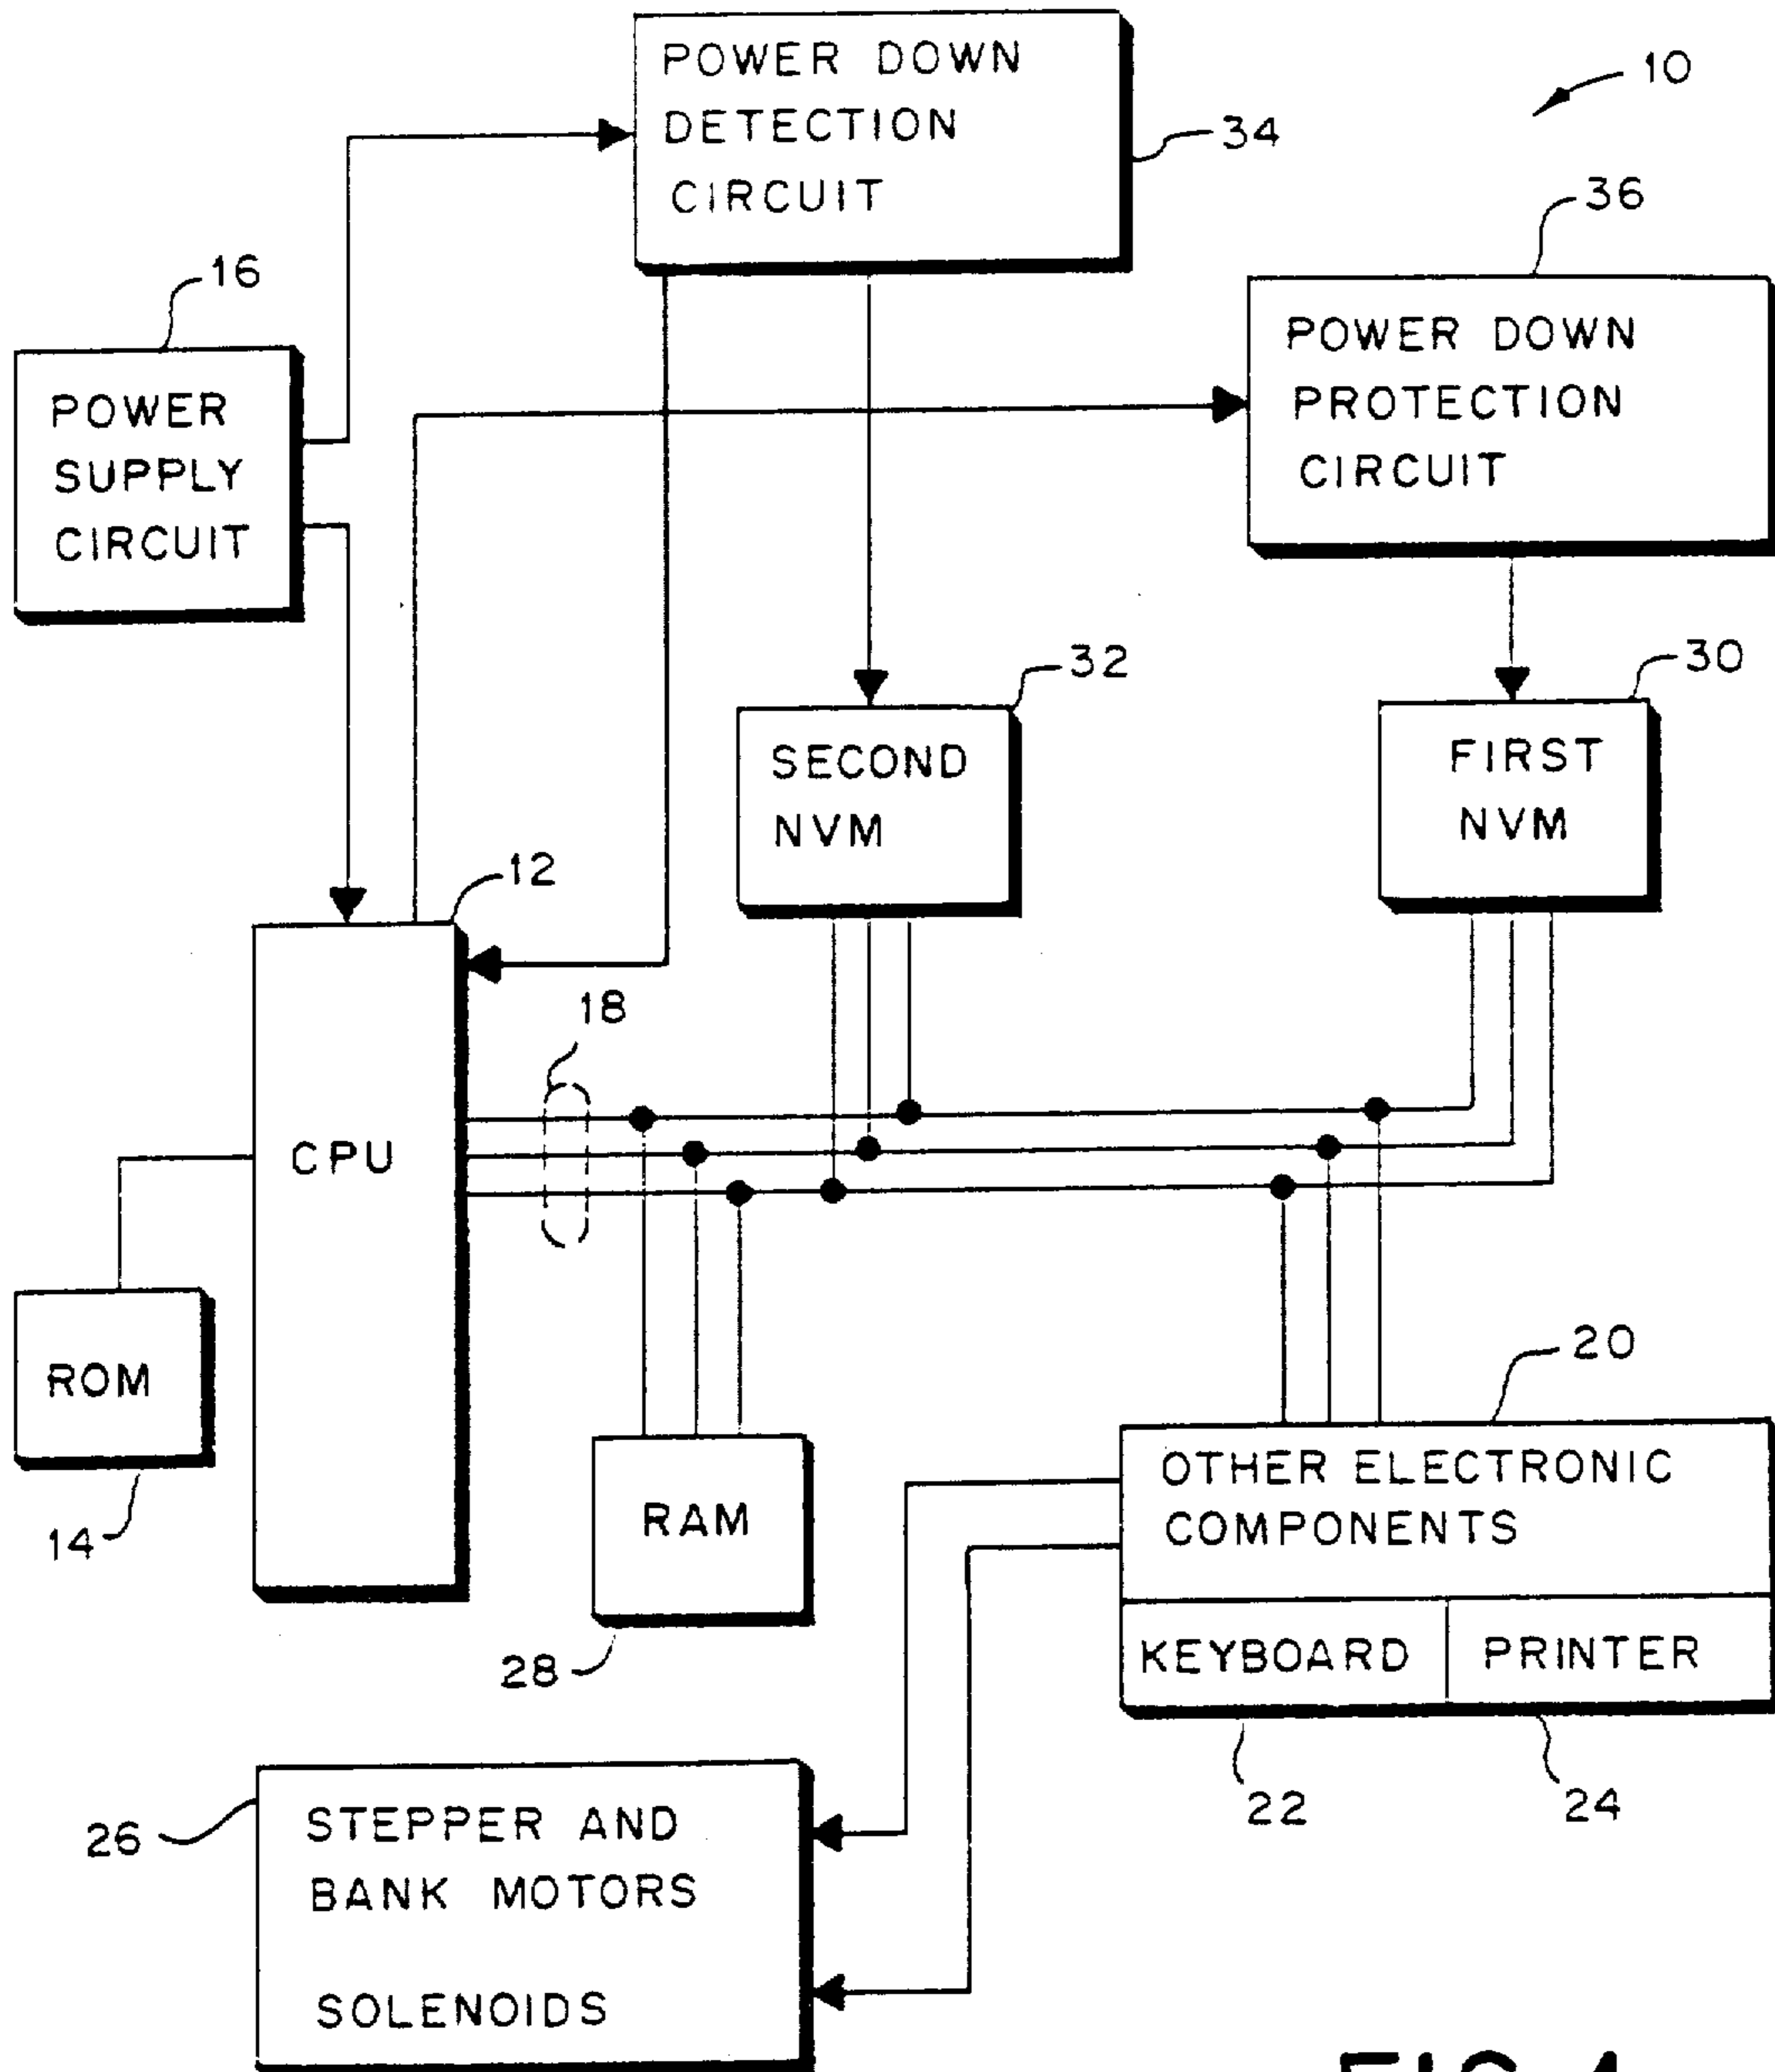 POWER DOWN
DETECTION
CIRCUIT
10
34
36
16
POWER DOWN
PROTECTION
CIRCUIT
POWER
SUPPLY
CIRCUIT
32
30
SECOND
NVM
FIRST
NVM
12
18
CPU
ROM
14
20
OTHER ELECTRONIC
COMPONENTS
RAM
KEYBOARD
PRINTER
28
22
24
26
STEPPER AND
BANK MOTORS
SOLENOIDS